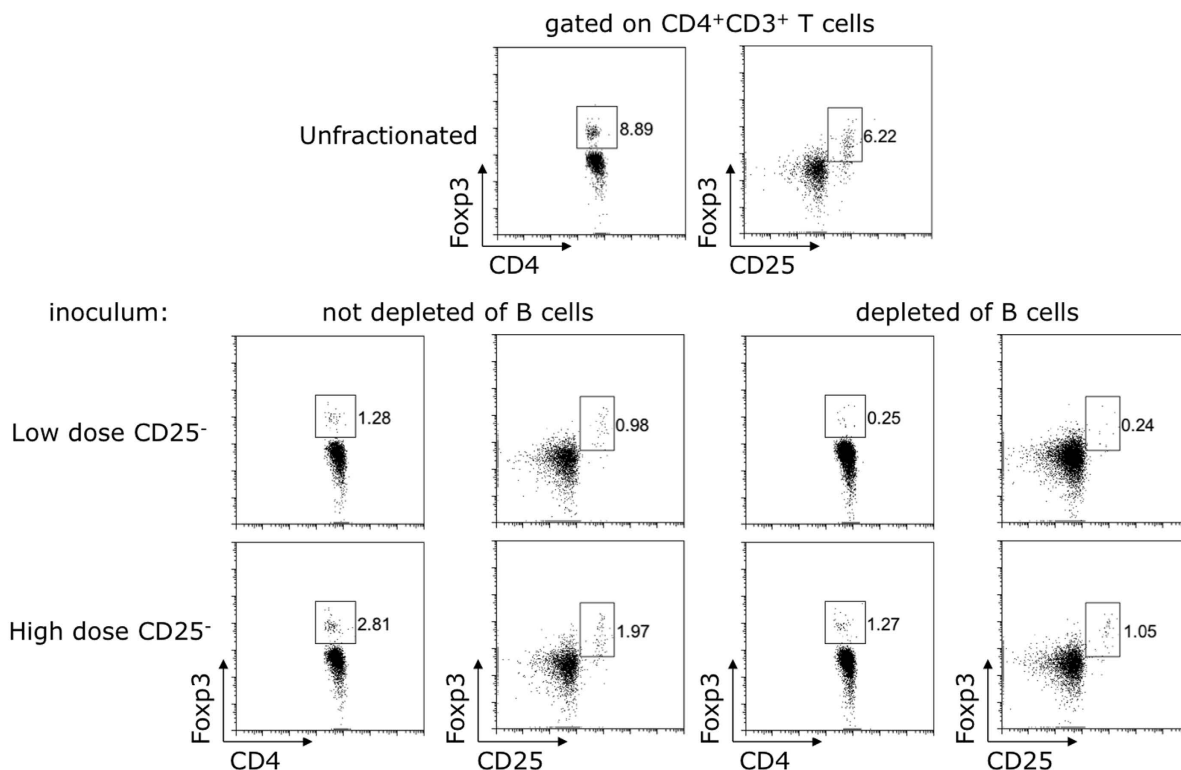 gated on CD4⁺CD3⁺ T cells
Unfractionated
8.89
6.22
Foxp3
Foxp3
CD4
CD25
inoculum:
not depleted of B cells
depleted of B cells
Low dose CD25⁻
1.28
0.98
0.25
0.24
High dose CD25⁻
2.81
1.97
1.27
1.05
Foxp3
Foxp3
Foxp3
Foxp3
CD4
CD25
CD4
CD25